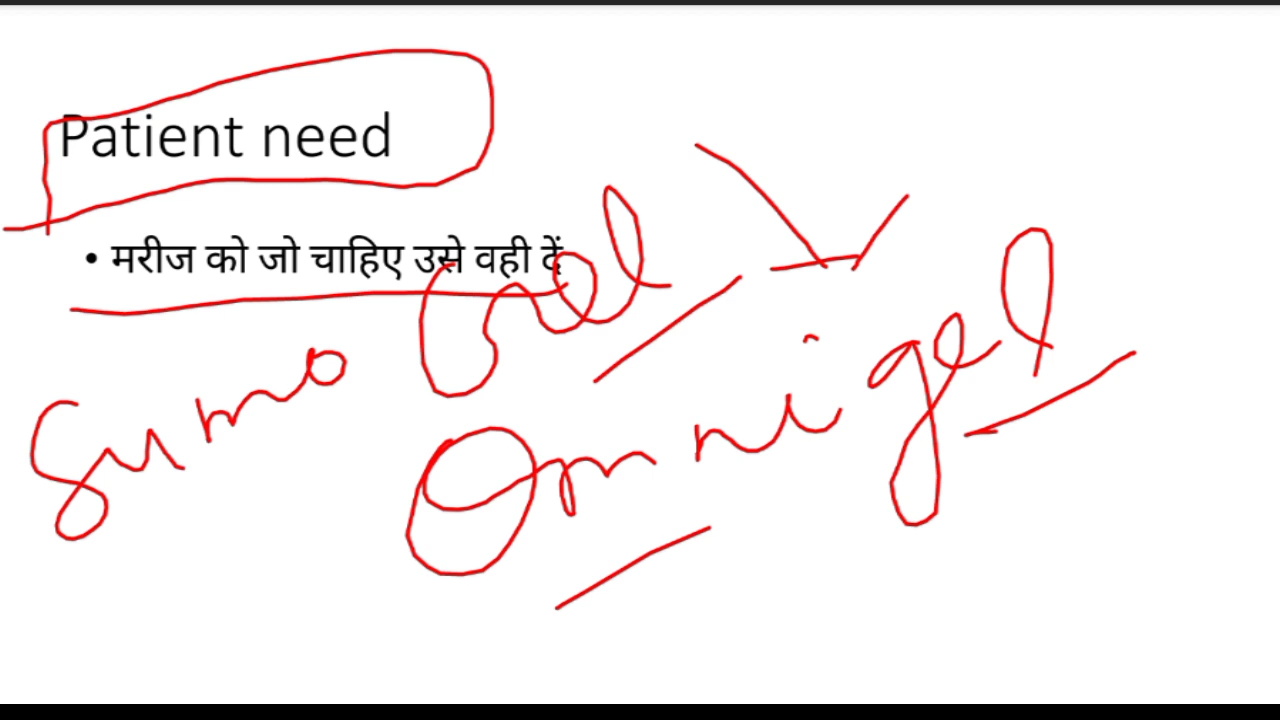 Patient need
• मरीज को जो चाहिए उसे वही दें
Sumo Gel
Omnigel